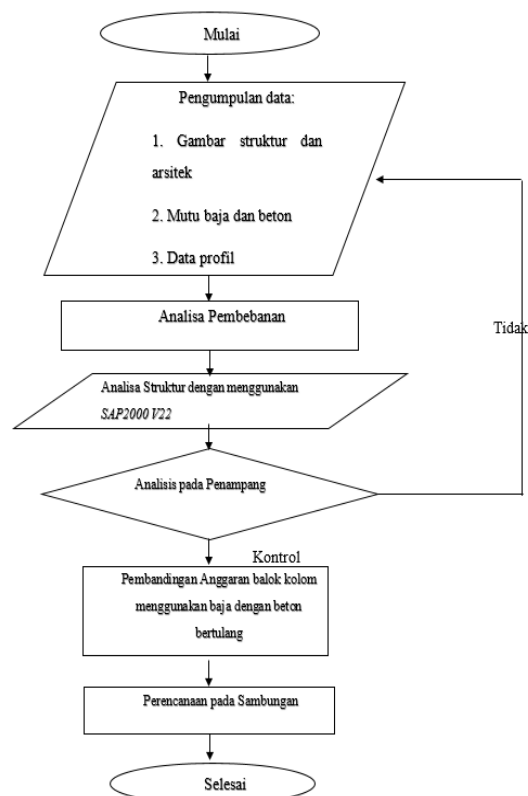 Mulai
Pengumpulan data:
1. Gambar struktur dan
arsitek
2. Mutu baja dan beton
3. Data profil
Analisa Pembebanan
Tidak
Analisa Struktur dengan menggunakan
SAP2000 V22
Analisis pada Penampang
Kontrol
Pembandingan Anggaran balok kolom
menggunakan baja dengan beton
bertulang
Perencanaan pada Sambungan
Selesai